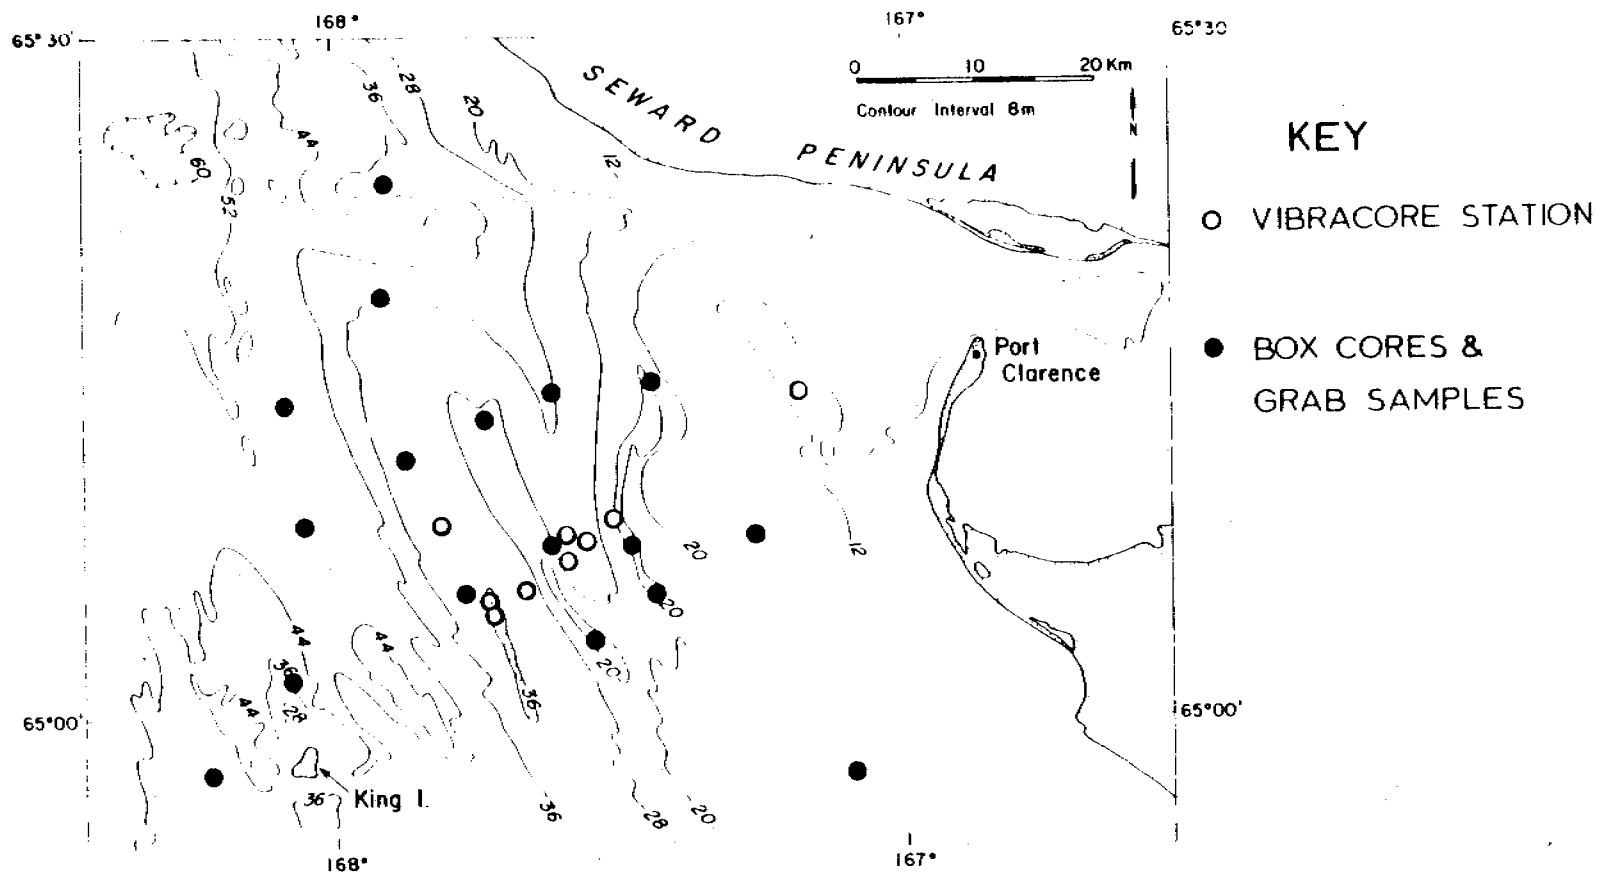 168°
167°
65°30'
65°30
0 10 20 Km
Contour Interval 8m
N
SEWARD
PENINSULA
KEY
VIBRACORE STATION
BOX CORES &
GRAB SAMPLES
Port
Clarence
36
28
20
12
44
60
52
12
20
20
20
44
44
36
28
44
36
65°00'
65°00'
36
King I.
36
28
20
168°
167°